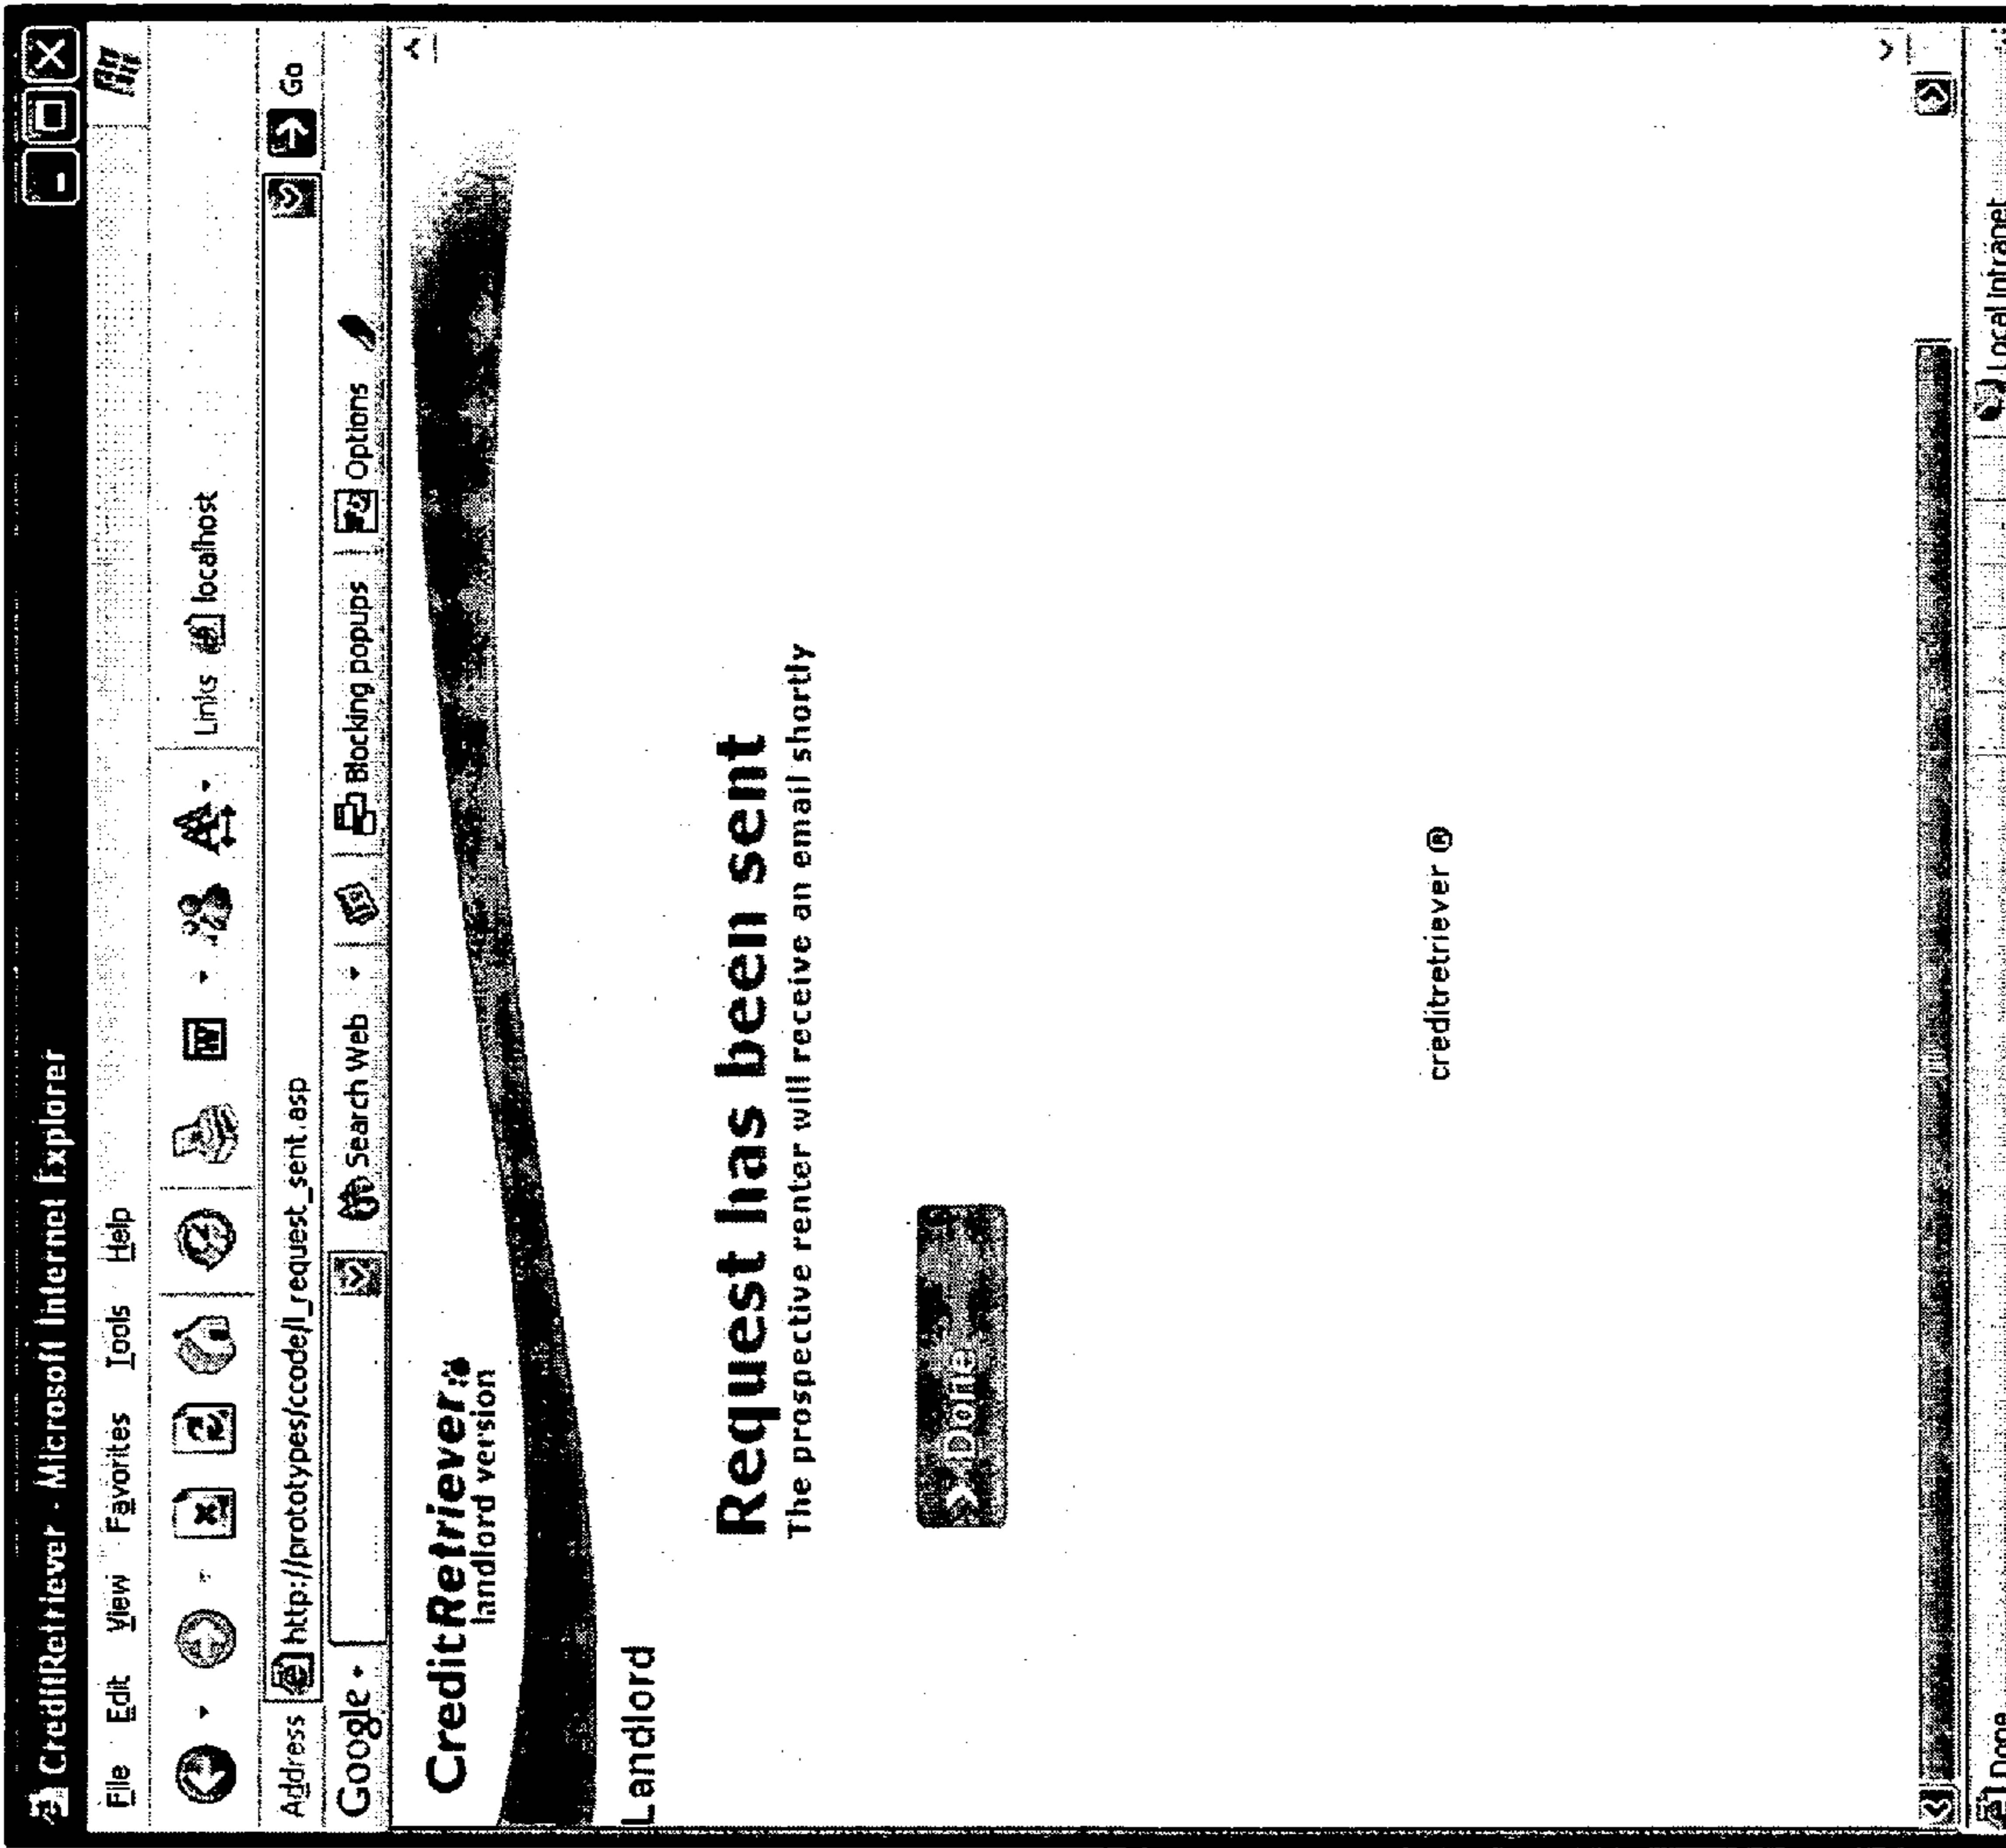 CreditRetriever - Microsoft Internet Explorer
File Edit View Favorites Tools Help
Links localhost
Address http://prototypes/ccode/l_request_sent.asp Go
Google Search Web Blocking popups Options
CreditRetriever
landlord version
Landlord
Request has been sent
The prospective renter will receive an email shortly
Done
creditretriever ®
Done Local intranet